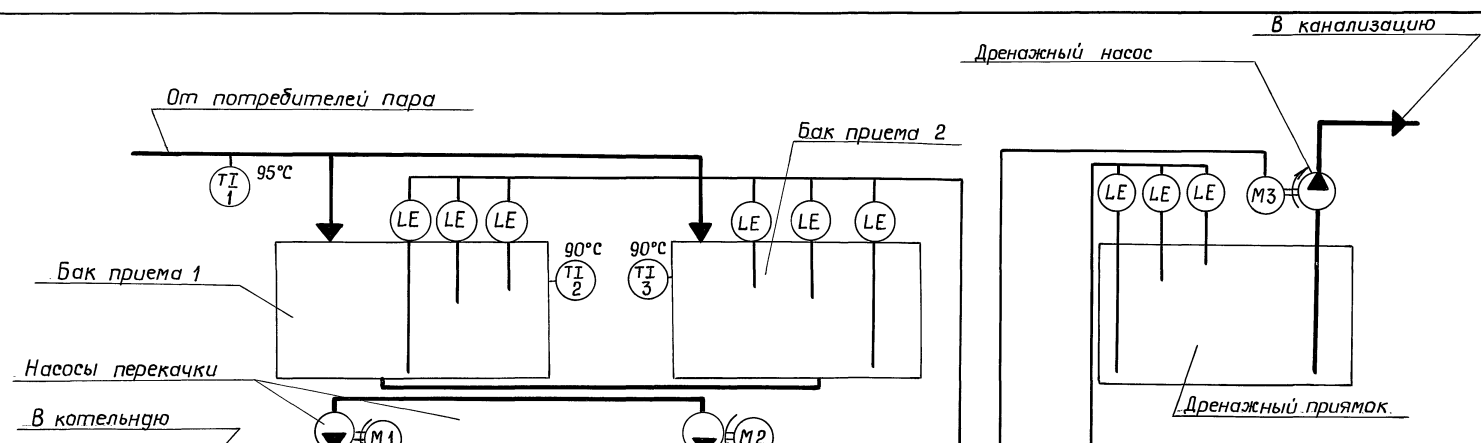 В канализацию
Дренажный насос
От потребителей пара
Бак приема 2
TI
1
95°C
LE
LE
LE
LE
LE
LE
LE
LE
LE
M3
Бак приема 1
90°C
TI
2
90°C
TI
3
Насосы перекачки
Дренажный приямок
В котельную
M1
M2